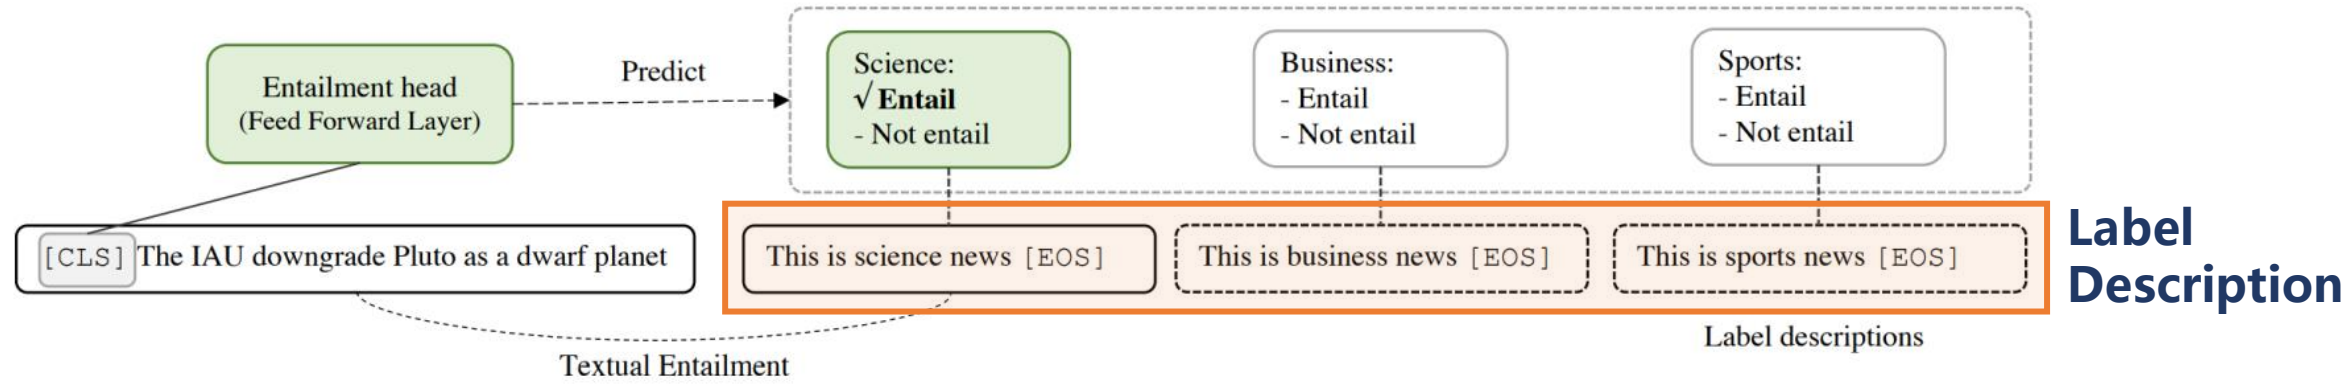 Entailment head
(Feed Forward Layer)
Predict
Science:
√ Entail
- Not entail
Business:
- Entail
- Not entail
Sports:
- Entail
- Not entail
[CLS] The IAU downgrade Pluto as a dwarf planet
This is science news [EOS]
This is business news [EOS]
This is sports news [EOS]
Label
Description
Textual Entailment
Label descriptions